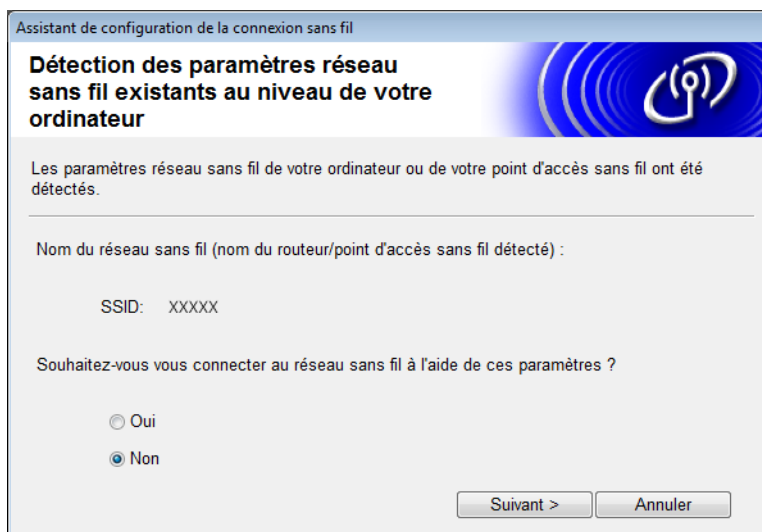 Assistant de configuration de la connexion sans fil
Détection des paramètres réseau
sans fil existants au niveau de votre
ordinateur
Les paramètres réseau sans fil de votre ordinateur ou de votre point d'accès sans fil ont été
détectés.
Nom du réseau sans fil (nom du routeur/point d'accès sans fil détecté) :
SSID: XXXXX
Souhaitez-vous vous connecter au réseau sans fil à l'aide de ces paramètres ?
Oui
Non
Suivant > Annuler